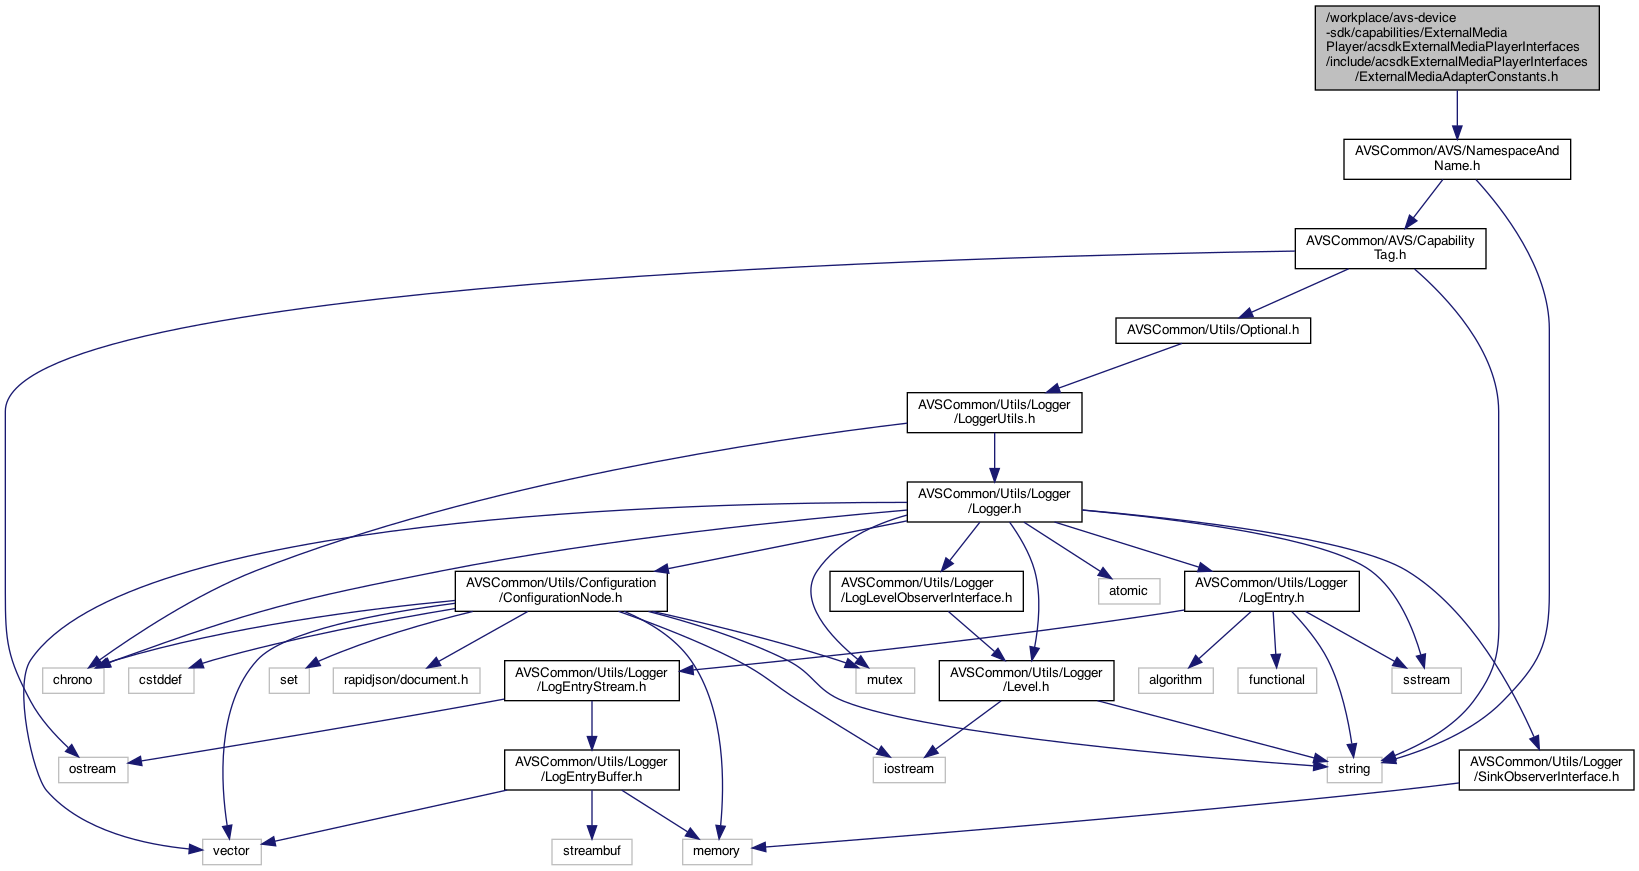 /workplace/avs-device
-sdk/capabilities/ExternalMedia
Player/acsdkExternalMediaPlayerInterfaces
/include/acsdkExternalMediaPlayerInterfaces
/ExternalMediaAdapterConstants.h
AVSCommon/AVS/NamespaceAnd
Name.h
AVSCommon/AVS/Capability
Tag.h
AVSCommon/Utils/Optional.h
AVSCommon/Utils/Logger
/LoggerUtils.h
AVSCommon/Utils/Logger
/Logger.h
AVSCommon/Utils/Configuration
/ConfigurationNode.h
AVSCommon/Utils/Logger
/LogLevelObserverInterface.h
atomic
AVSCommon/Utils/Logger
/LogEntry.h
chrono
cstddef
set
rapidjson/document.h
AVSCommon/Utils/Logger
/LogEntryStream.h
mutex
AVSCommon/Utils/Logger
/Level.h
algorithm
functional
sstream
ostream
AVSCommon/Utils/Logger
/LogEntryBuffer.h
iostream
string
AVSCommon/Utils/Logger
/SinkObserverInterface.h
vector
streambuf
memory